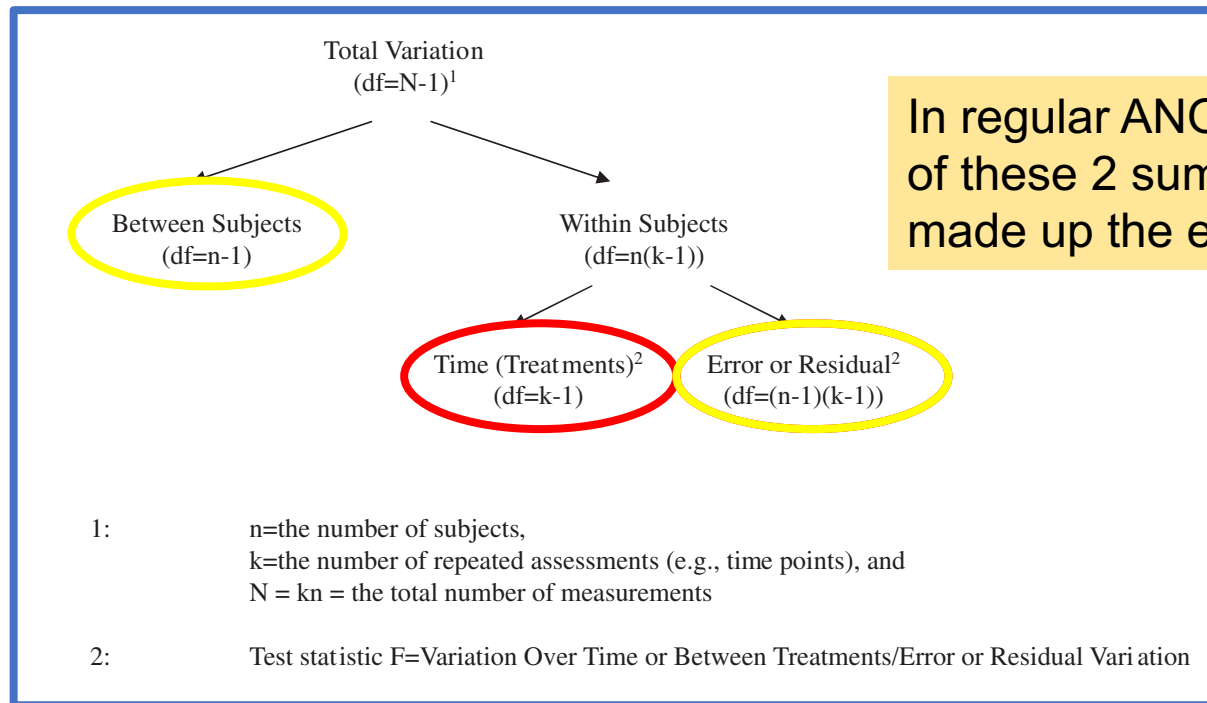 Total Variation
(df=N-1)¹
In regular ANO
of these 2 sum
made up the e
Between Subjects
(df=n-1)
Within Subjects
(df=n(k-1))
Time (Treatments)²
(df=k-1)
Error or Residual²
(df=(n-1)(k-1))
1: n=the number of subjects,
k=the number of repeated assessments (e.g., time points), and
N = kn = the total number of measurements
2: Test statistic F=Variation Over Time or Between Treatments/Error or Residual Variation